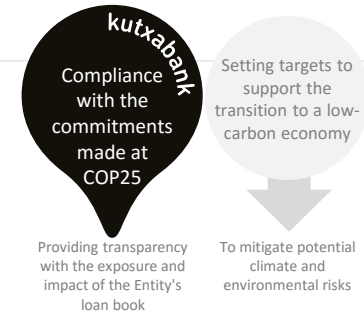 kutxabank
Compliance
with the
commitments
made at
COP25
Providing transparency
with the exposure and
impact of the Entity's
loan book
Setting targets to
support the
transition to a low-
carbon economy
To mitigate potential
climate and
environmental risks